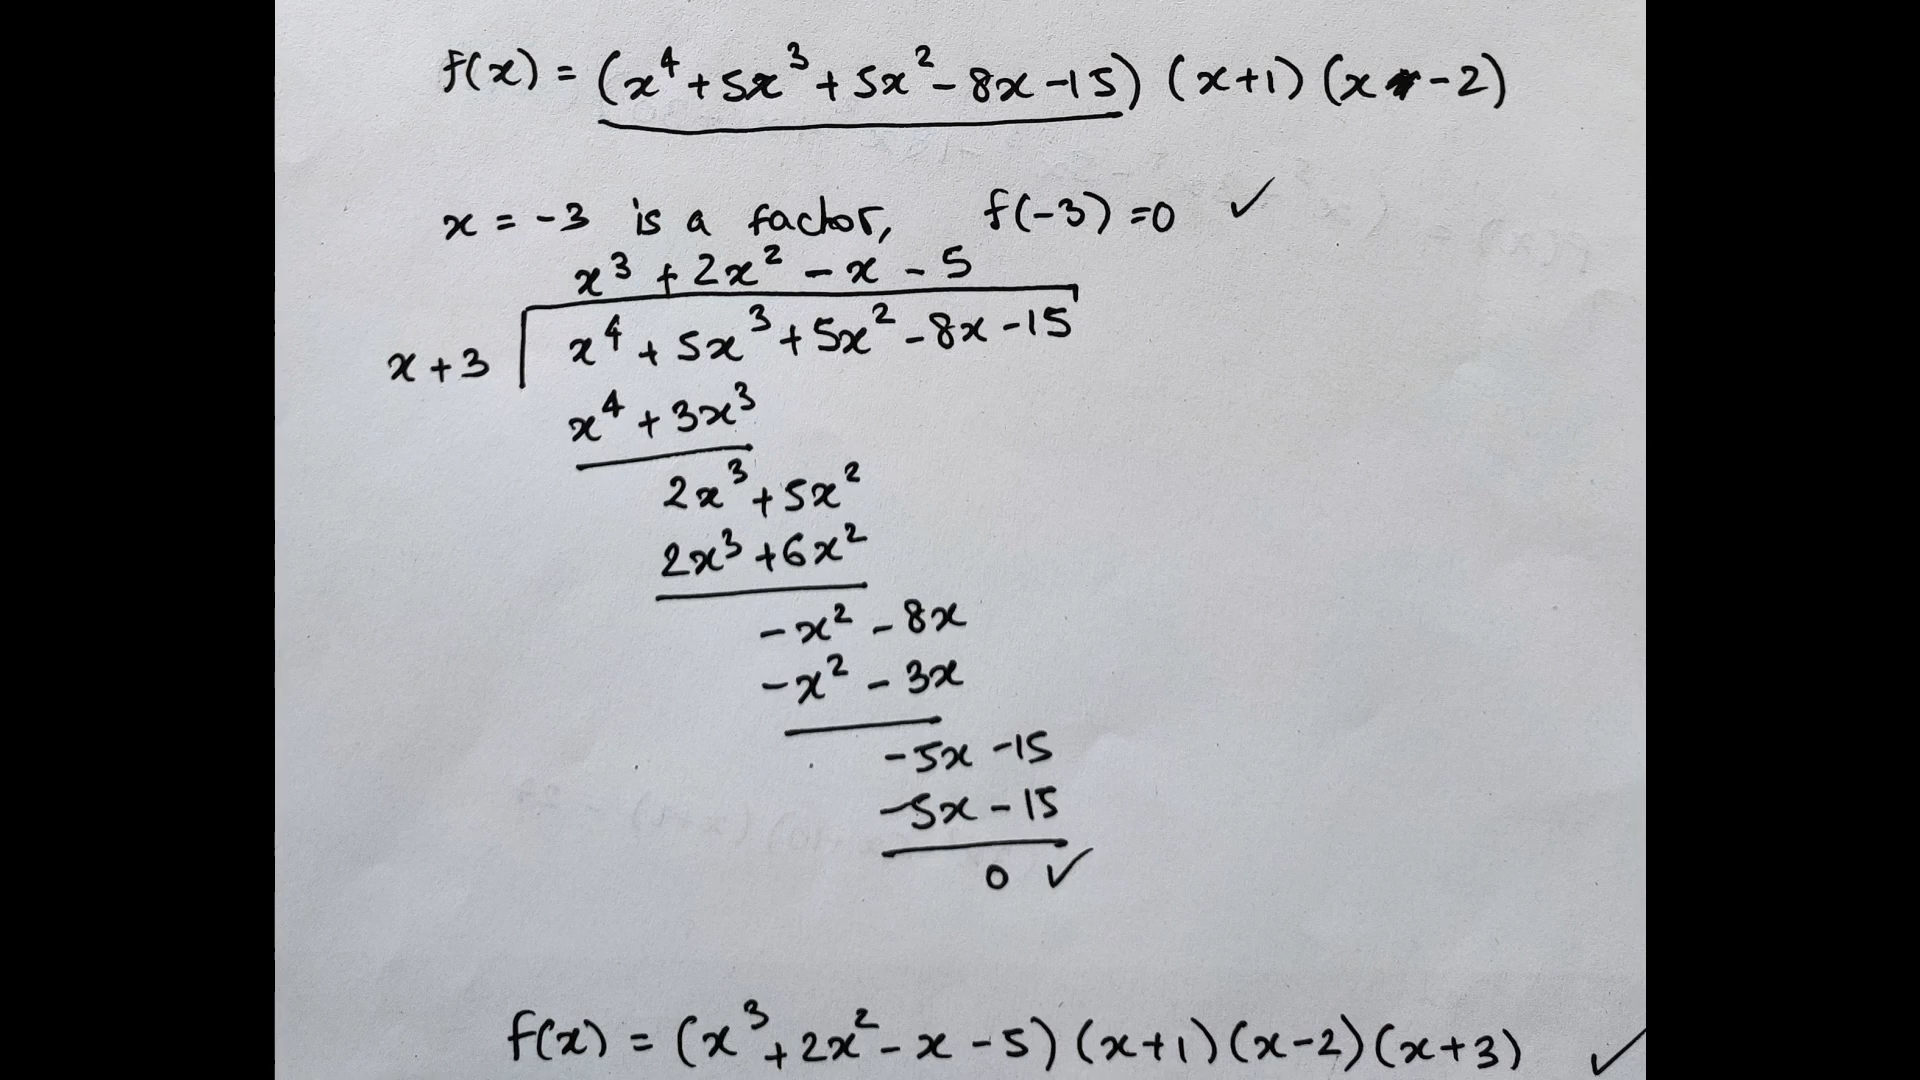 f(x) = (x⁴ + 5x³ + 5x² - 8x - 15) (x+1) (x - 2)
x = -3 is a factor, f(-3) = 0 ✓
x³ + 2x² - x - 5
x + 3 x⁴ + 5x³ + 5x² - 8x - 15
x⁴ + 3x³
2x³ + 5x²
2x³ + 6x²
-x² - 8x
-x² - 3x
-5x - 15
-5x - 15
0 ✓
f(x) = (x³ + 2x² - x - 5) (x+1) (x-2) (x+3) ✓